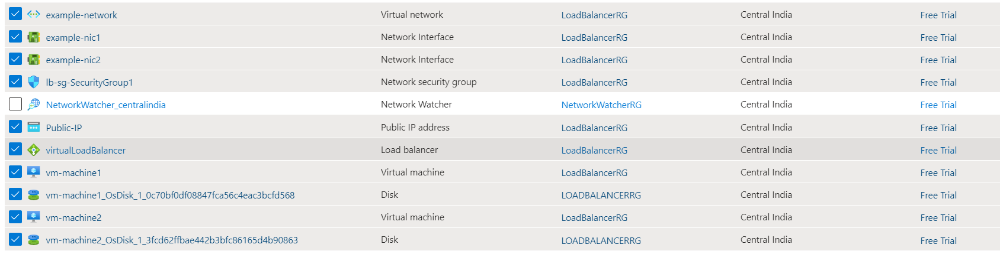 example-network Virtual network LoadBalancerRG Central India Free Trial
example-nic1 Network Interface LoadBalancerRG Central India Free Trial
example-nic2 Network Interface LoadBalancerRG Central India Free Trial
lb-sg-SecurityGroup1 Network security group LoadBalancerRG Central India Free Trial
NetworkWatcher_centralindia Network Watcher NetworkWatcherRG Central India Free Trial
Public-IP Public IP address LoadBalancerRG Central India Free Trial
virtualLoadBalancer Load balancer LoadBalancerRG Central India Free Trial
vm-machine1 Virtual machine LoadBalancerRG Central India Free Trial
vm-machine1_OsDisk_1_0c70bf0df08847fca56c4eac3bcfd568 Disk LOADBALANCERRG Central India Free Trial
vm-machine2 Virtual machine LoadBalancerRG Central India Free Trial
vm-machine2_OsDisk_1_3fcd62ffbae442b3bfc86165d4b90863 Disk LOADBALANCERRG Central India Free Trial